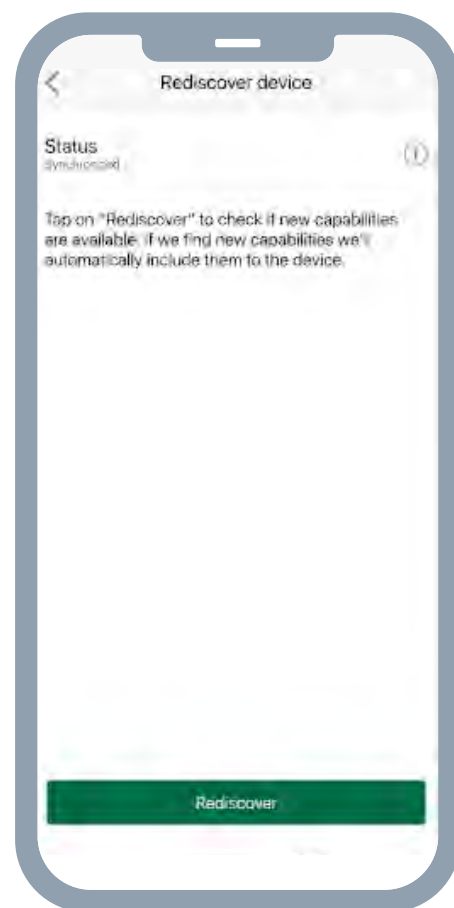 Rediscover device
Status
Synchronized
Tap on "Rediscover" to check if new capabilities
are available. If we find new capabilities we'll
automatically include them to the device.
Rediscover